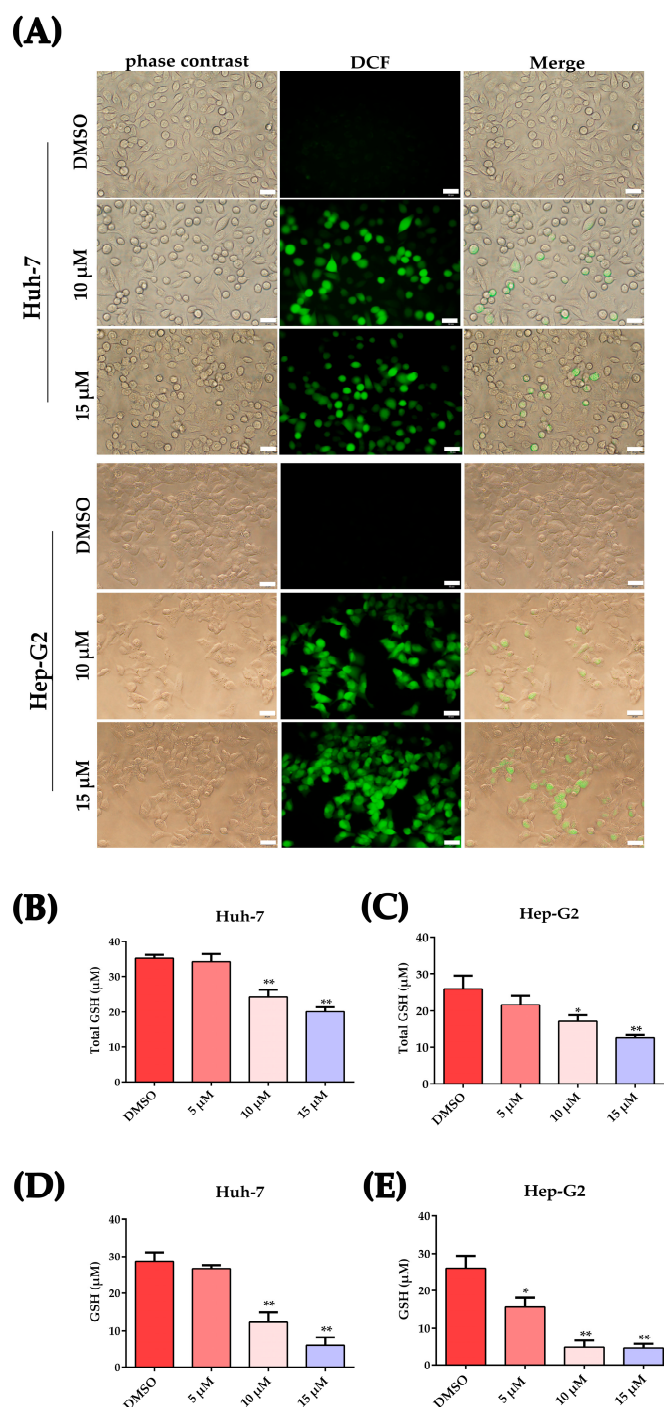 (A)
phase contrast DCF Merge
Huh-7
DMSO
10 μM
15 μM
Hep-G2
DMSO
10 μM
15 μM
(B)
Huh-7
Total GSH (μM)
40
30
20
10
0
** **
DMSO 5 μM 10 μM 15 μM
(C)
Hep-G2
Total GSH (μM)
40
30
20
10
0
* **
DMSO 5 μM 10 μM 15 μM
(D)
Huh-7
GSH (μM)
40
30
20
10
0
** **
DMSO 5 μM 10 μM 15 μM
(E)
Hep-G2
GSH (μM)
40
30
20
10
0
* ** **
DMSO 5 μM 10 μM 15 μM